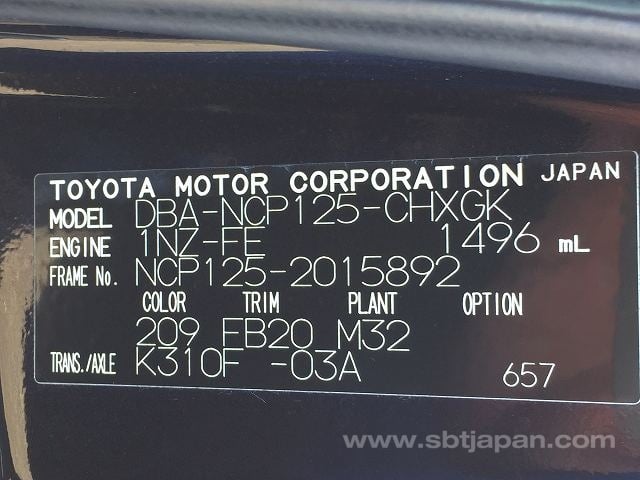 TOYOTA MOTOR CORPORATION JAPAN
MODEL DBA-NCP125-CHXGK
ENGINE 1NZ-FE 1496 mL
FRAME No. NCP125-2015892
COLOR TRIM PLANT OPTION
209 FB20 M32
TRANS./AXLE K310F -03A 657
www.sbtjapan.com